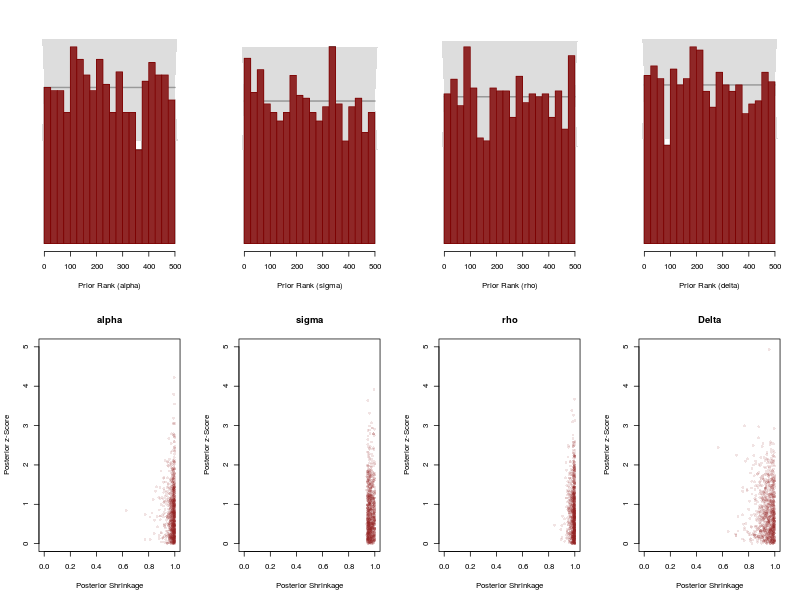 0 100 200 300 400 500 0 100 200 300 400 500 0 100 200 300 400 500 0 100 200 300 400 500
Prior Rank (alpha) Prior Rank (sigma) Prior Rank (rho) Prior Rank (delta)
alpha sigma rho Delta
5 5 5 5
4 4 4 4
3 3 3 3
Posterior z-Score Posterior z-Score Posterior z-Score Posterior z-Score
2 2 2 2
1 1 1 1
0 0 0 0
0.0 0.2 0.4 0.6 0.8 1.0 0.0 0.2 0.4 0.6 0.8 1.0 0.0 0.2 0.4 0.6 0.8 1.0 0.0 0.2 0.4 0.6 0.8 1.0
Posterior Shrinkage Posterior Shrinkage Posterior Shrinkage Posterior Shrinkage